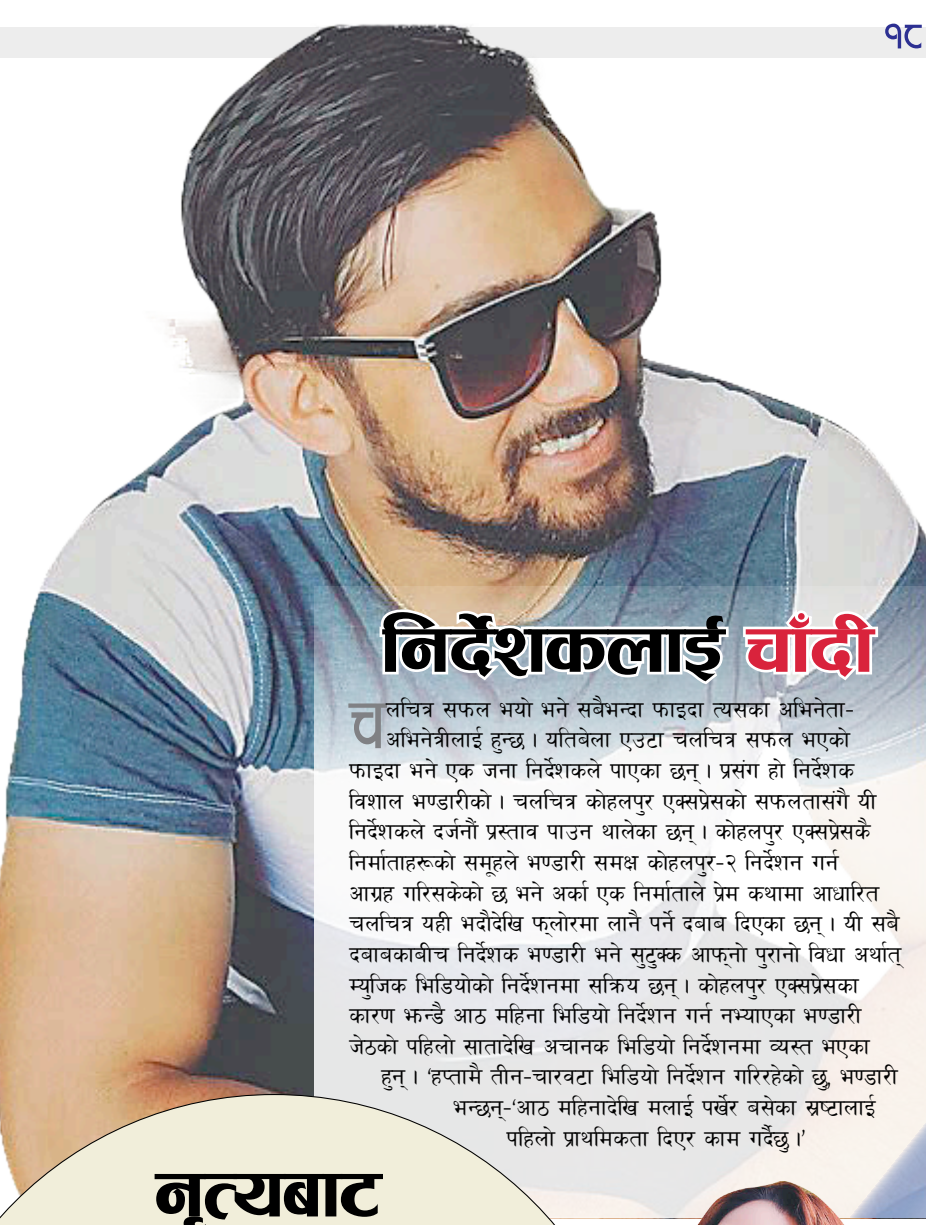 १८
निर्देशकलाई चाँदी
चलचित्र सफल भयो भने सबैभन्दा फाइदा त्यसका अभिनेता-
अभिनेत्रीलाई हुन्छ । यतिबेला एउटा चलचित्र सफल भएको
फाइदा भने एक जना निर्देशकले पाएका छन् । प्रसंग हो निर्देशक
विशाल भण्डारीको । चलचित्र कोहलपुर एक्सप्रेसको सफलतासंगै यी
निर्देशकले दर्जनौं प्रस्ताव पाउन थालेका छन् । कोहलपुर एक्सप्रेसकै
निर्माताहरूको समूहले भण्डारी समक्ष कोहलपुर-२ निर्देशन गर्न
आग्रह गरिसकेको छ भने अर्का एक निर्माताले प्रेम कथामा आधारित
चलचित्र यही भदौदेखि फ्लोरमा लानै पर्ने दबाब दिएका छन् । यी सबै
दबाबकाबीच निर्देशक भण्डारी भने सुटुक्क आफ्नो पुरानो विधा अर्थात्
म्युजिक भिडियोको निर्देशनमा सक्रिय छन् । कोहलपुर एक्सप्रेसका
कारण झन्डै आठ महिना भिडियो निर्देशन गर्न नभ्याएका भण्डारी
जेठको पहिलो सातादेखि अचानक भिडियो निर्देशनमा व्यस्त भएका
हुन् । ‘हप्तामै तीन-चारवटा भिडियो निर्देशन गरिरहेको छु, भण्डारी
भन्छन्-‘आठ महिनादेखि मलाई पर्खेर बसेका स्रष्टालाई
पहिलो प्राथमिकता दिएर काम गर्दैछु ।’
नृत्यबाट